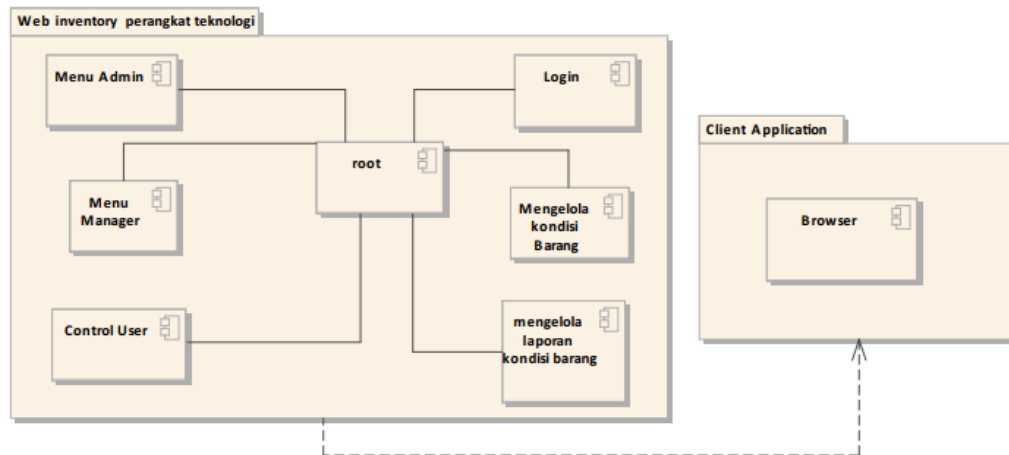 Web inventory perangkat teknologi
Menu Admin
Login
root
Menu
Manager
Mengelola
kondisi
Barang
Control User
mengelola
laporan
kondisi barang
Client Application
Browser